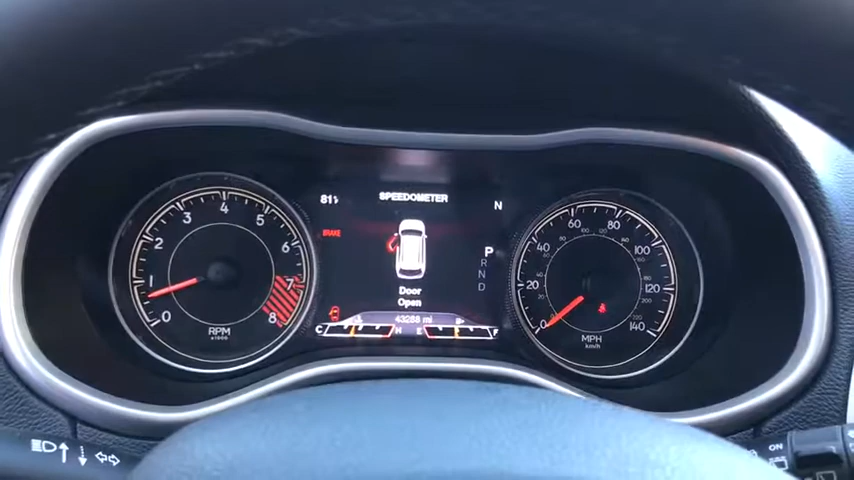 81° SPEEDOMETER N
BRAKE
P
R
N
D
Door
Open
43288 mi
C H E F
0 1 2 3 4 5 6 7 8
RPM
x1000
0 20 40 60 80 100 120 140
MPH
km/h
ON